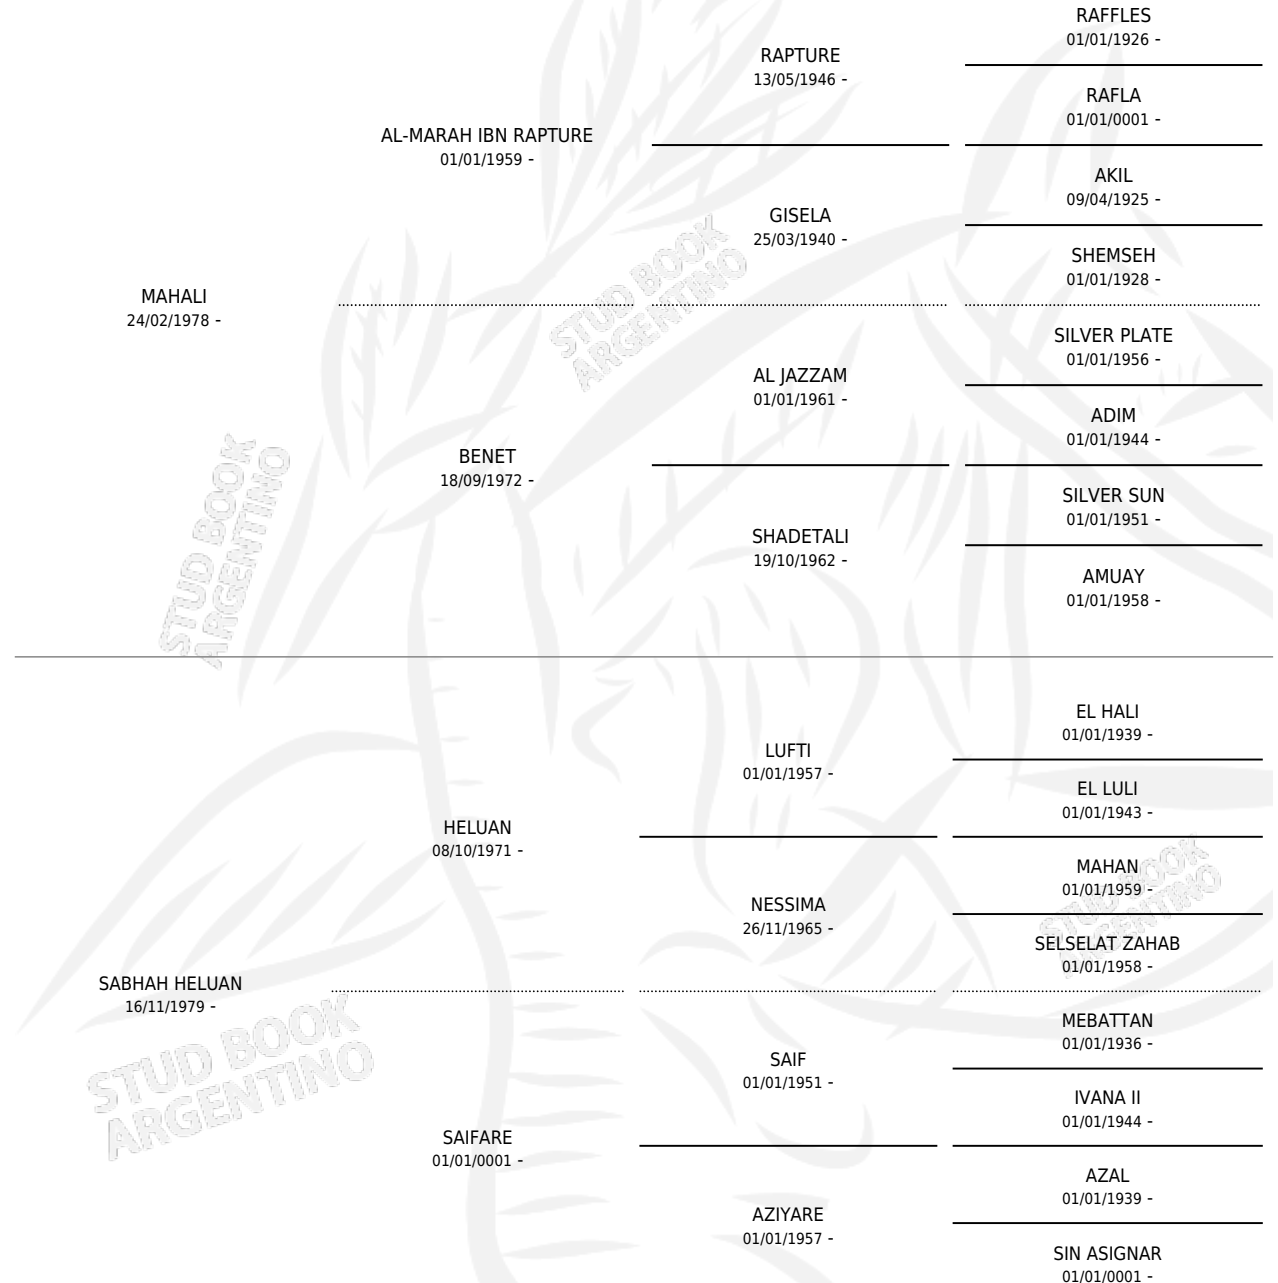 RAFFLES
01/01/1926 -
RAPTURE
13/05/1946 -
RAFLA
01/01/0001 -
AL-MARAH IBN RAPTURE
01/01/1959 -
AKIL
09/04/1925 -
GISELA
25/03/1940 -
SHEMSEH
01/01/1928 -
MAHALI
24/02/1978 -
SILVER PLATE
01/01/1956 -
AL JAZZAM
01/01/1961 -
ADIM
01/01/1944 -
BENET
18/09/1972 -
SILVER SUN
01/01/1951 -
SHADETALI
19/10/1962 -
AMUAY
01/01/1958 -
STUD BOOK
ARGENTINO
STUD BOOK
ARGENTINO
EL HALI
01/01/1939 -
LUFTI
01/01/1957 -
EL LULI
01/01/1943 -
HELUAN
08/10/1971 -
MAHAN
01/01/1959 -
NESSIMA
26/11/1965 -
SELSELAT ZAHAB
01/01/1958 -
SABHAH HELUAN
16/11/1979 -
MEBATTAN
01/01/1936 -
SAIF
01/01/1951 -
IVANA II
01/01/1944 -
SAIFARE
01/01/0001 -
AZAL
01/01/1939 -
AZIYARE
01/01/1957 -
SIN ASIGNAR
01/01/0001 -
STUD BOOK
ARGENTINO
STUD BOOK
ARGENTINO